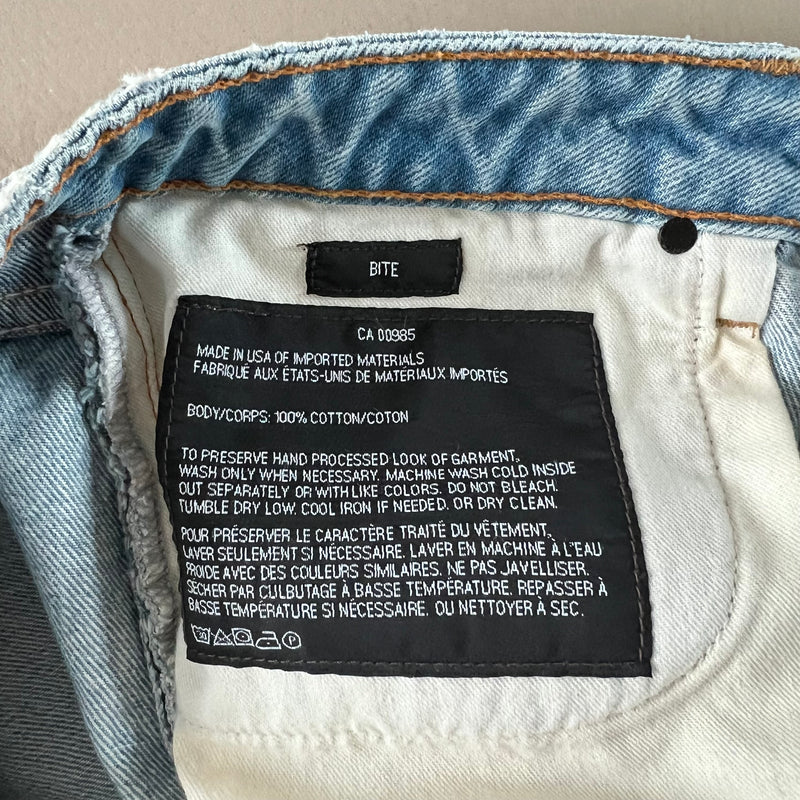 BITE
CA 00985
MADE IN USA OF IMPORTED MATERIALS
FABRIQUÉ AUX ÉTATS-UNIS DE MATERIAUX IMPORTÉS
BODY/CORPS: 100% COTTON/COTON
TO PRESERVE HAND PROCESSED LOOK OF GARMENT,
WASH ONLY WHEN NECESSARY. MACHINE WASH COLD INSIDE
OUT SEPARATELY OR WITH LIKE COLORS. DO NOT BLEACH.
TUMBLE DRY LOW. COOL IRON IF NEEDED. OR DRY CLEAN.
POUR PRÉSERVER LE CARACTÈRE TRAITÉ DU VÊTEMENT,
LAVER SEULEMENT SI NÉCESSAIRE. LAVER EN MACHINE À L'EAU
FROIDE AVEC DES COULEURS SIMILAIRES. NE PAS JAVELLISER.
SÉCHER PAR CULBUTAGE À BASSE TEMPÉRATURE. REPASSER À
BASSE TEMPÉRATURE SI NÉCESSAIRE. OU NETTOYER À SEC.
30 P